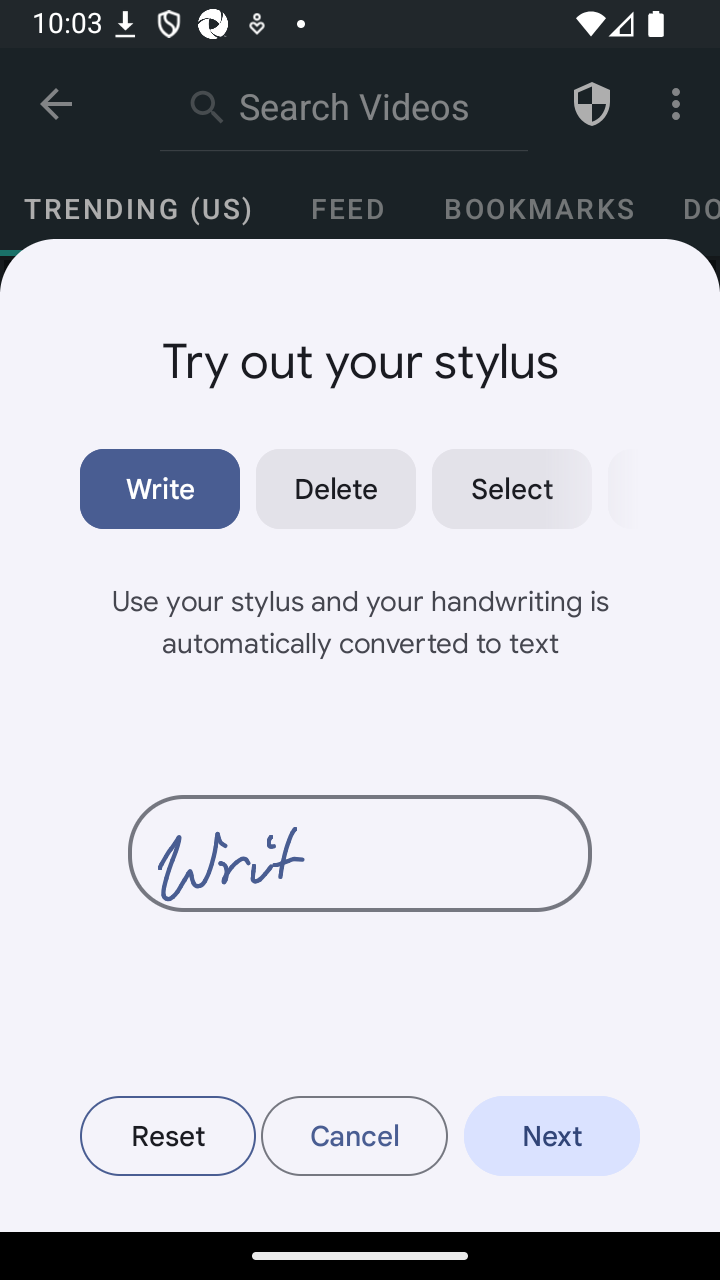 10:03
Search Videos
TRENDING (US) FEED BOOKMARKS DO
Try out your stylus
Write Delete Select
Use your stylus and your handwriting is
automatically converted to text
Writ
Reset Cancel Next